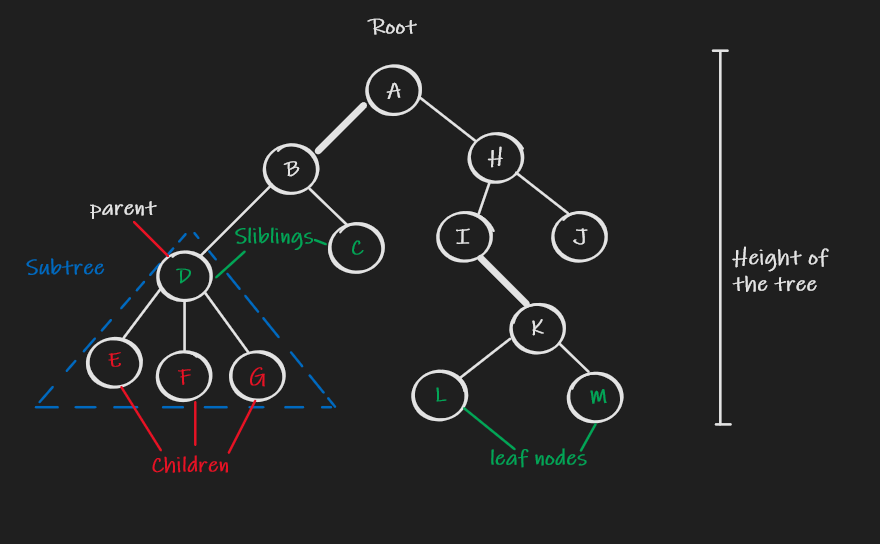 Root
A
H
B
parent
Sliblings
C
I
J
Subtree
D
Height of
the tree
K
E
F
G
L
M
Children
leaf nodes